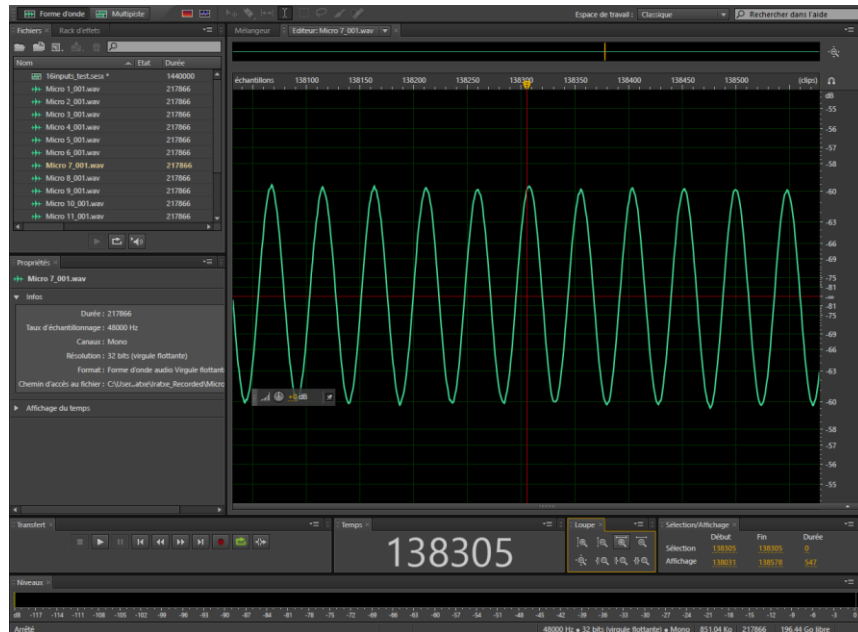 Forme d'onde Multipiste Espace de travail : Classique Rechercher dans l'aide
Fichiers × Rack d'effets Mélangeur Editeur: Micro 7_001.wav ×
Nom Etat Durée
16inputs_test.sesx * 1440000
Micro 1_001.wav 217866
Micro 2_001.wav 217866
Micro 3_001.wav 217866
Micro 4_001.wav 217866
Micro 5_001.wav 217866
Micro 6_001.wav 217866
Micro 7_001.wav 217866
Micro 8_001.wav 217866
Micro 9_001.wav 217866
Micro 10_001.wav 217866
Micro 11_001.wav 217866
échantillons 138100 138150 138200 138250 138300 138350 138400 138450 138500 (clips)
dB
-55
-56
-57
-58
-60
-63
-66
-69
-75
-81
-∞
-81
-75
-69
-66
-63
-60
-58
-57
-56
-55
+0 dB
Propriétés ×
Micro 7_001.wav
Infos
Durée : 217866
Taux d'échantillonnage : 48000 Hz
Canaux : Mono
Résolution : 32 bits (virgule flottante)
Format : Forme d'onde audio Virgule flottant
Chemin d'accès au fichier : C:\User...atxe\Iratxe_Recorded\Micro
Affichage du temps
Transfert × Temps × Loupe × Sélection/Affichage ×
138305
Début Fin Durée
Sélection 138305 138305 0
Affichage 138031 138578 547
Niveaux ×
dB -117 -114 -111 -108 -105 -102 -99 -96 -93 -90 -87 -84 -81 -78 -75 -72 -69 -66 -63 -60 -57 -54 -51 -48 -45 -42 -39 -36 -33 -30 -27 -24 -21 -18 -15 -12 -9 -6 -3 0
Arrêté 48000 Hz • 32 bits (virgule flottante) • Mono 851.04 Ko 217866 196.44 Go libre